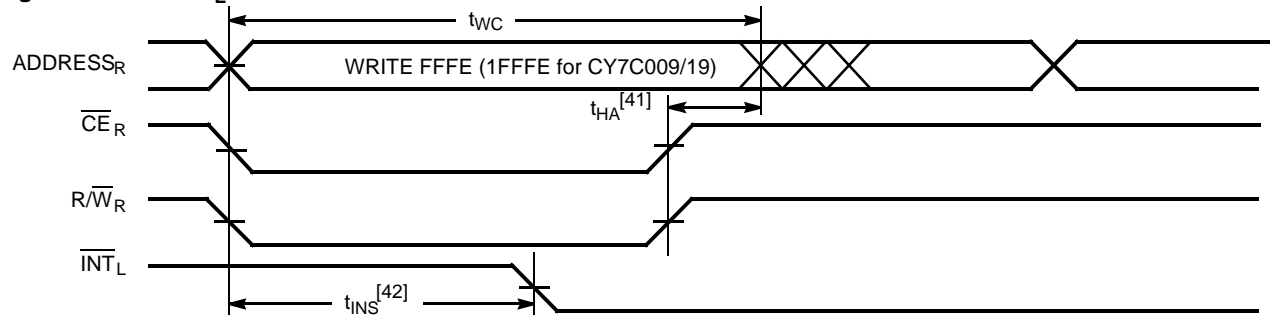 tWC
ADDRESSR
WRITE FFFE (1FFFE for CY7C009/19)
tHA[41]
CER
R/WR
INTL
tINS[42]